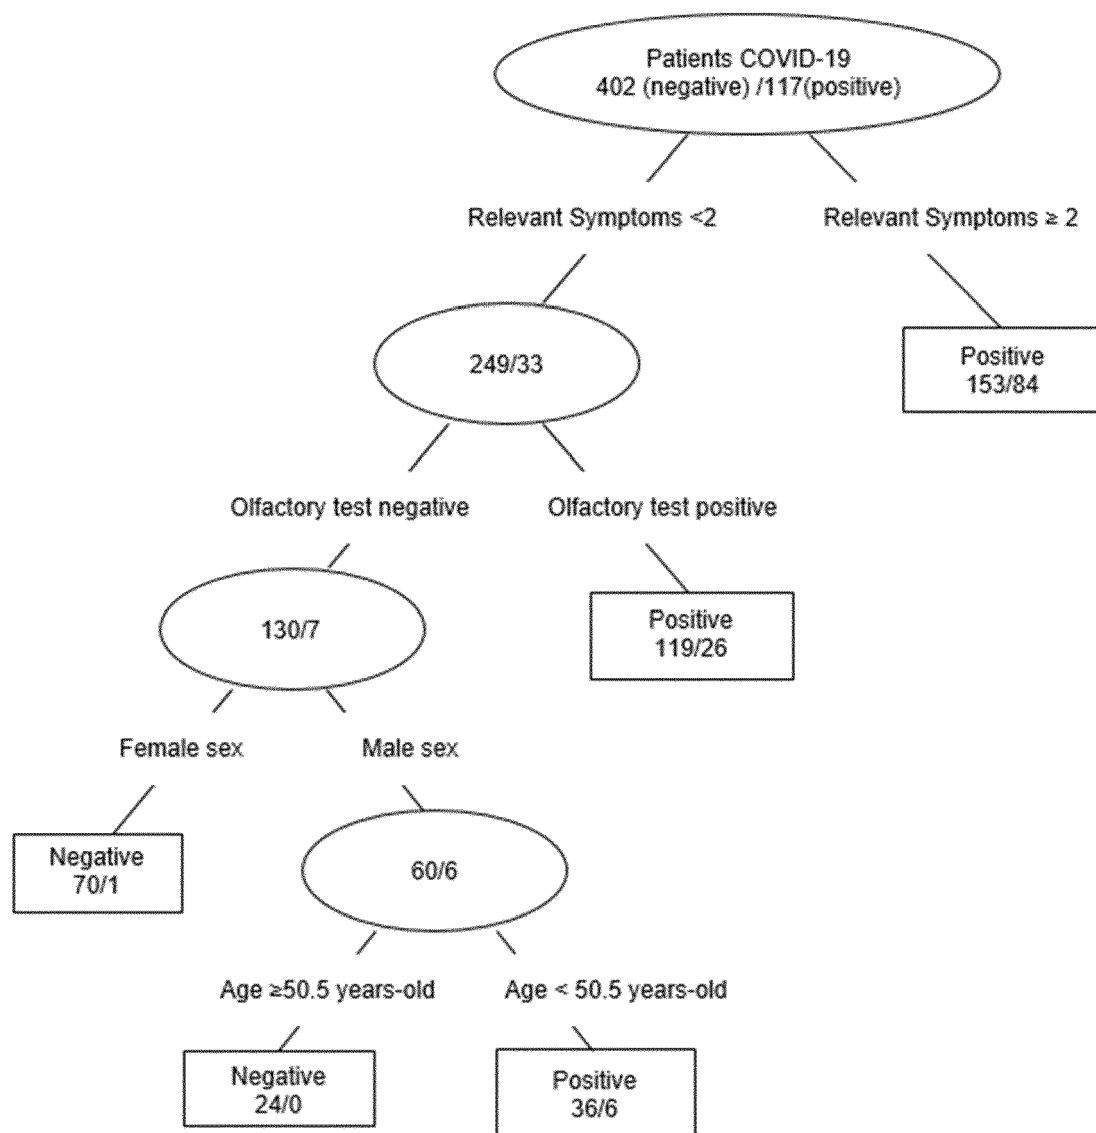 Patients COVID-19
402 (negative) /117(positive)
Relevant Symptoms <2
Relevant Symptoms ≥ 2
249/33
Positive
153/84
Olfactory test negative
Olfactory test positive
130/7
Positive
119/26
Female sex
Male sex
Negative
70/1
60/6
Age ≥50.5 years-old
Age < 50.5 years-old
Negative
24/0
Positive
36/6